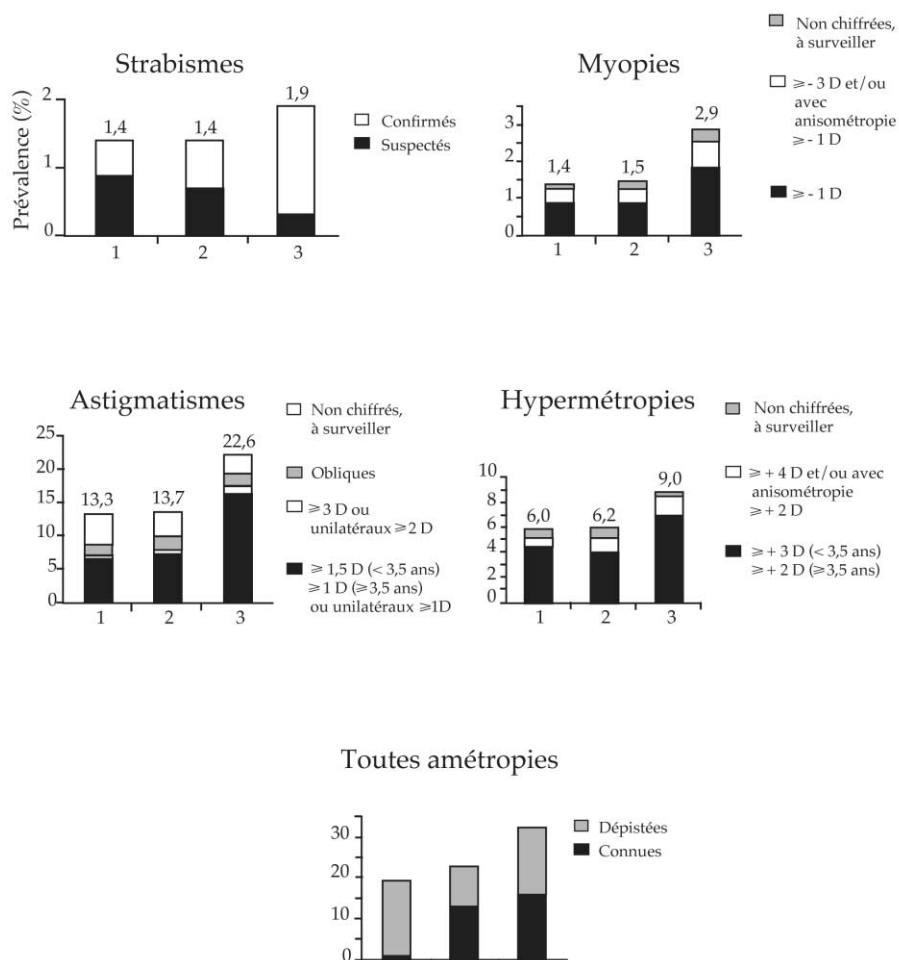 Strabismes
Prévalence (%)
2
1
0
1,4
1,4
1,9
1
2
3
Confirmés
Suspectés
Myopies
3
2
1
0
1,4
1,5
2,9
1
2
3
Non chiffrées,
à surveiller
≥ - 3 D et/ou
avec
anisométropie
≥ - 1 D
≥ - 1 D
Astigmatismes
25
20
15
10
5
0
13,3
13,7
22,6
1
2
3
Non chiffrés,
à surveiller
Obliques
≥ 3 D ou
unilatéraux ≥ 2 D
≥ 1,5 D (< 3,5 ans)
≥ 1 D (≥ 3,5 ans)
ou unilatéraux ≥1D
Hypermétropies
10
8
6
4
2
0
6,0
6,2
9,0
1
2
3
Non chiffrées,
à surveiller
≥ + 4 D et/ou avec
anisométropie
≥ + 2 D
≥ + 3D (< 3,5 ans)
≥ + 2D (≥ 3,5 ans)
Toutes amétropies
30
20
10
0
Dépistées
Connues